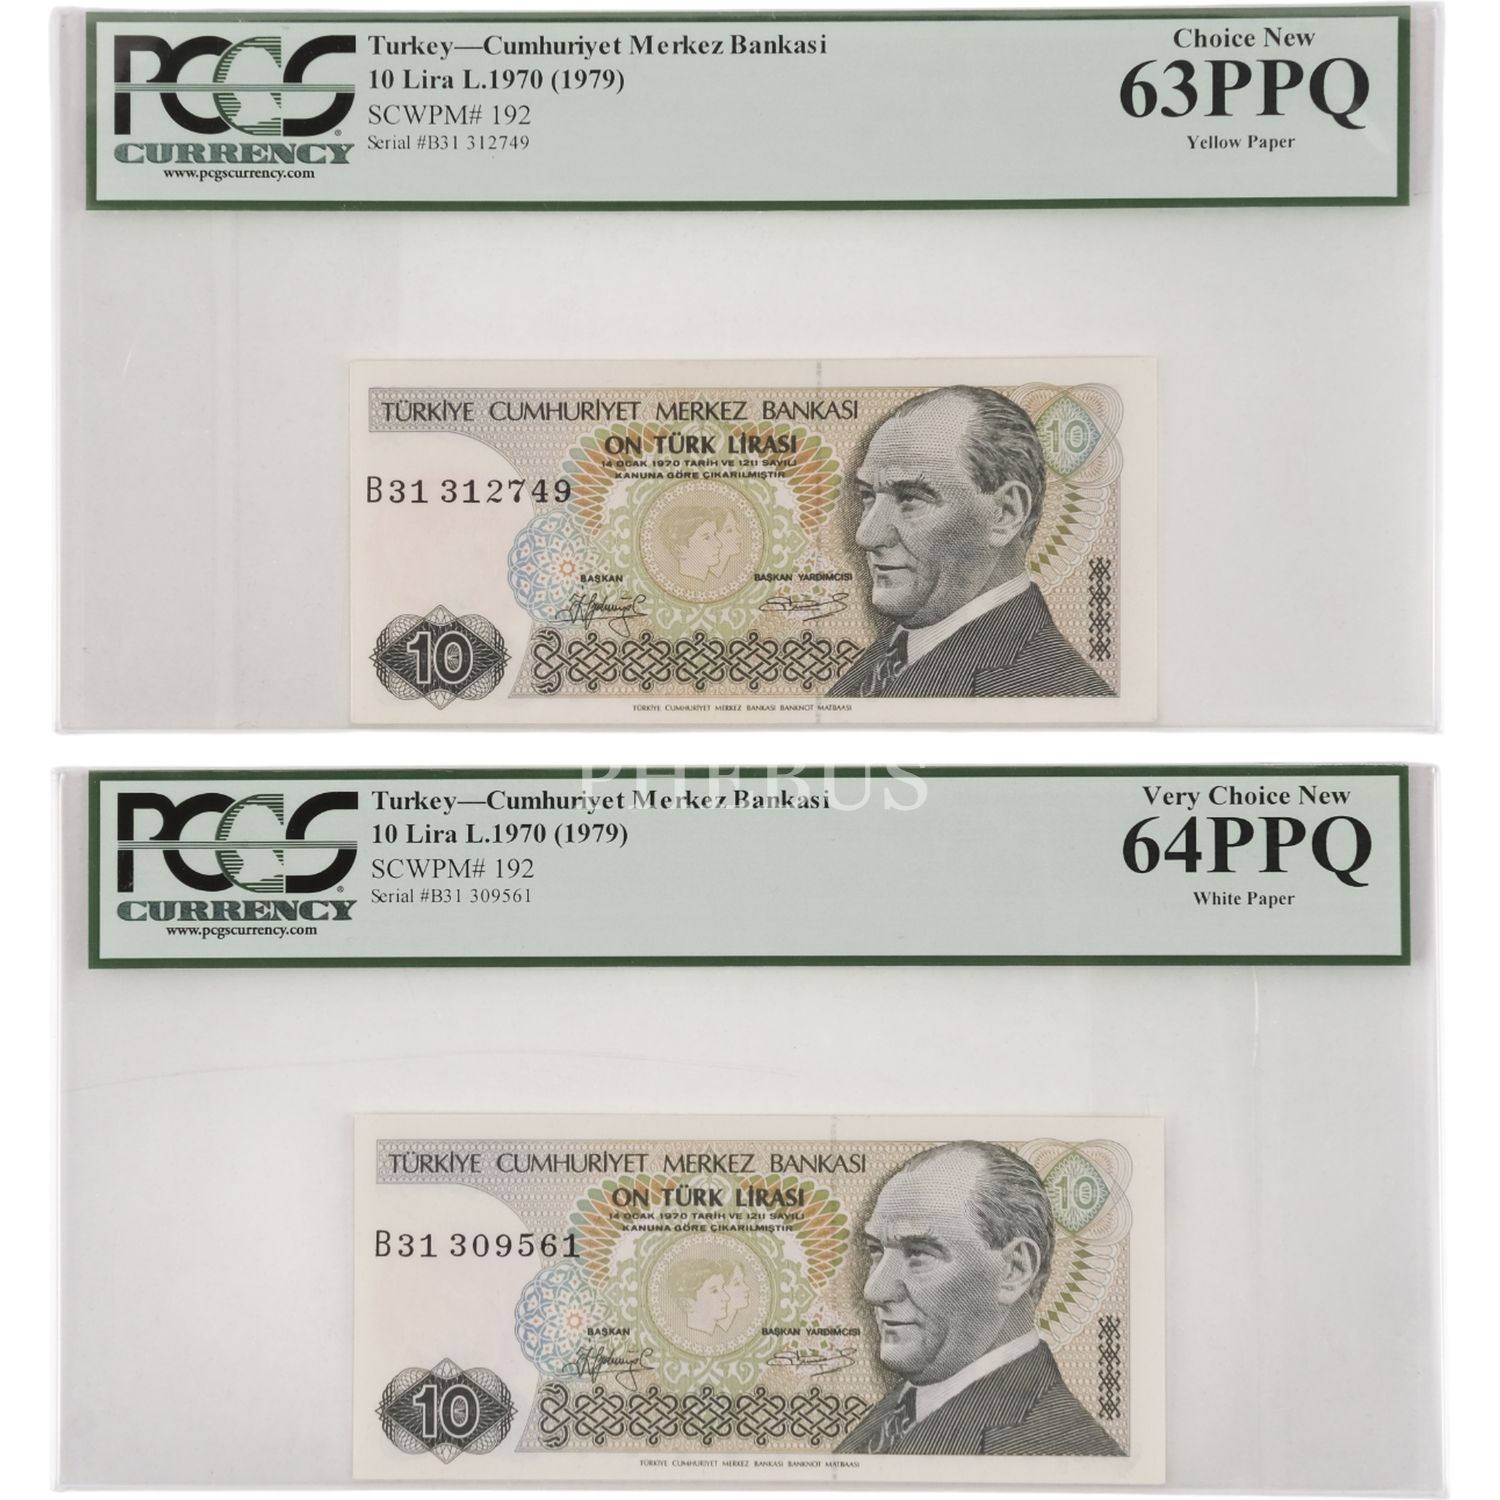 PCGS
CURRENCY
www.pcgscurrency.com
Turkey—Cumhuriyet Merkez Bankasi
10 Lira L.1970 (1979)
SCWPM# 192
Serial #B31 312749
Choice New
63PPQ
Yellow Paper
TÜRKİYE CUMHURİYET MERKEZ BANKASI
ON TÜRK LİRASI
14 OCAK 1970 TARİH VE 1211 SAYILI
KANUNA GÖRE ÇIKARILMIŞTIR
10
B31 312749
BAŞKAN
BAŞKAN YARDIMCISI
10
TÜRKİYE CUMHURİYET MERKEZ BANKASI BANKNOT MATBAASI
PHEBUS
PCGS
CURRENCY
www.pcgscurrency.com
Turkey—Cumhuriyet Merkez Bankasi
10 Lira L.1970 (1979)
SCWPM# 192
Serial #B31 309561
Very Choice New
64PPQ
White Paper
TÜRKİYE CUMHURİYET MERKEZ BANKASI
ON TÜRK LİRASI
14 OCAK 1970 TARİH VE 1211 SAYILI
KANUNA GÖRE ÇIKARILMIŞTIR
10
B31 309561
BAŞKAN
BAŞKAN YARDIMCISI
10
TÜRKİYE CUMHURİYET MERKEZ BANKASI BANKNOT MATBAASI